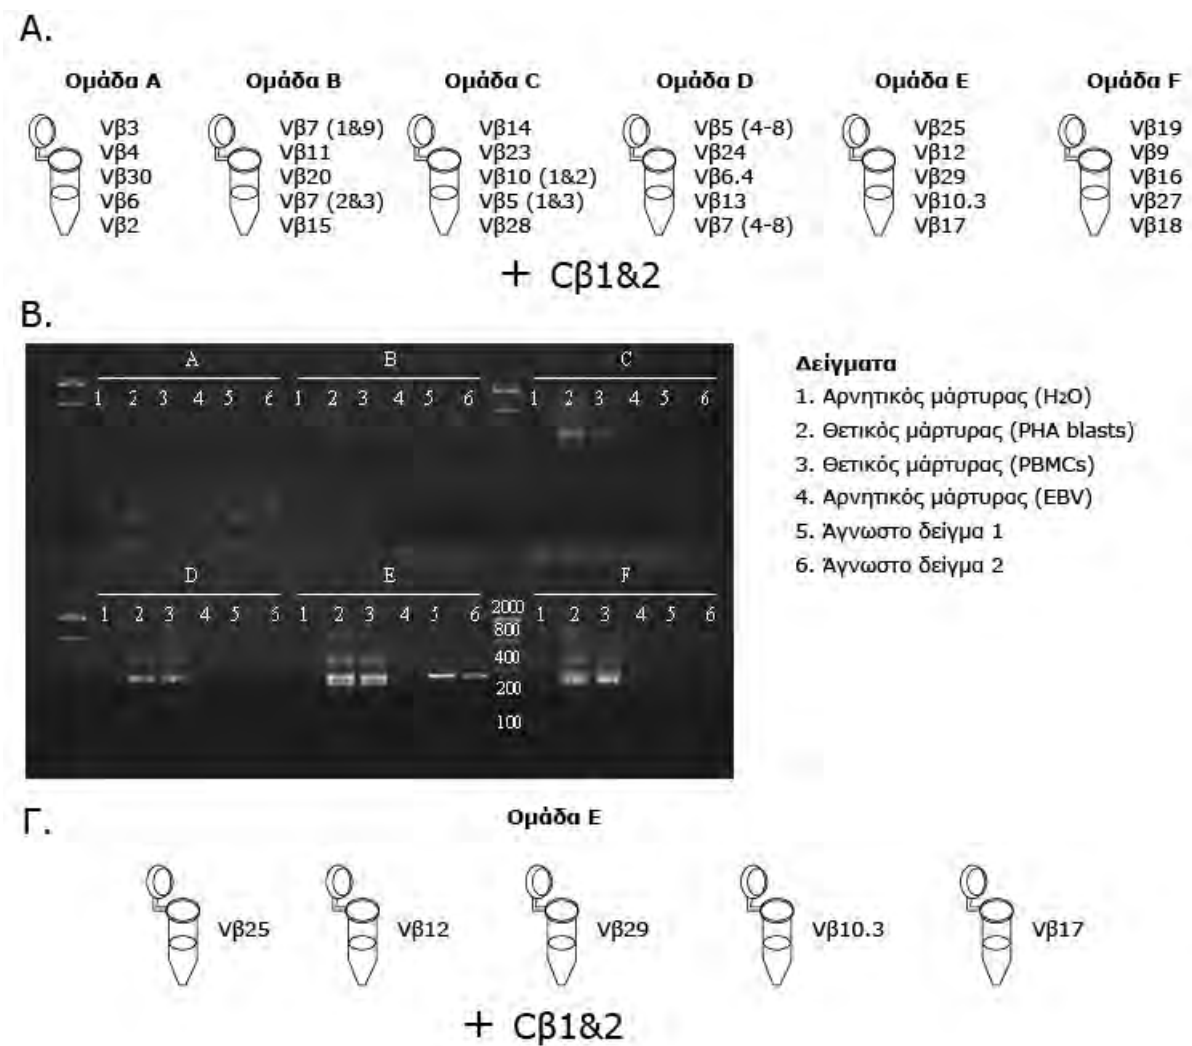 A.
Ομάδα A Ομάδα B Ομάδα C Ομάδα D Ομάδα E Ομάδα F
Vβ3 Vβ7 (1&9) Vβ14 Vβ5 (4-8) Vβ25 Vβ19
Vβ4 Vβ11 Vβ23 Vβ24 Vβ12 Vβ9
Vβ30 Vβ20 Vβ10 (1&2) Vβ6.4 Vβ29 Vβ16
Vβ6 Vβ7 (2&3) Vβ5 (1&3) Vβ13 Vβ10.3 Vβ27
Vβ2 Vβ15 Vβ28 Vβ7 (4-8) Vβ17 Vβ18
+ Cβ1&2
B.
A B C
1 2 3 4 5 6 1 2 3 4 5 6 1 2 3 4 5 6
D E F
1 2 3 4 5 6 1 2 3 4 5 6 1 2 3 4 5 6
2000
800
400
200
100
Δείγματα
1. Αρνητικός μάρτυρας (H₂O)
2. Θετικός μάρτυρας (PHA blasts)
3. Θετικός μάρτυρας (PBMCs)
4. Αρνητικός μάρτυρας (EBV)
5. Άγνωστο δείγμα 1
6. Άγνωστο δείγμα 2
Γ.
Ομάδα E
Vβ25 Vβ12 Vβ29 Vβ10.3 Vβ17
+ Cβ1&2